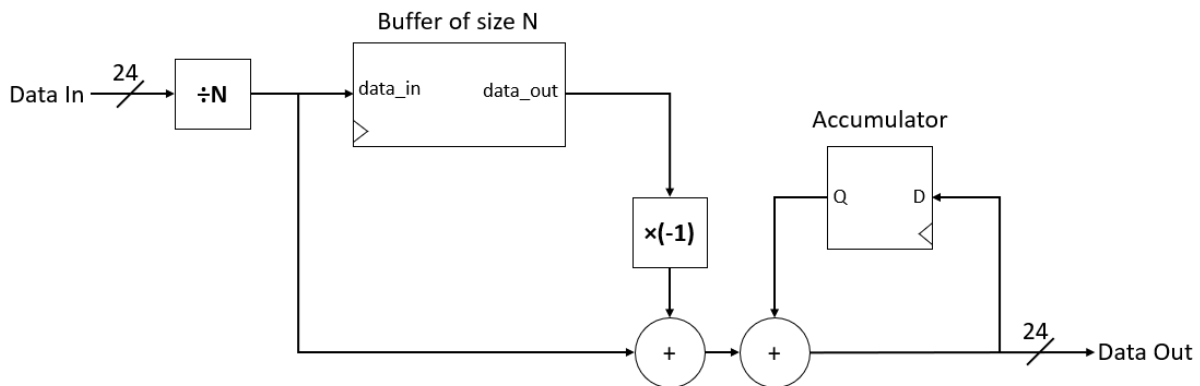 Buffer of size N
24
Data In
÷N
data_in
data_out
Accumulator
Q
D
×(-1)
+
+
24
Data Out